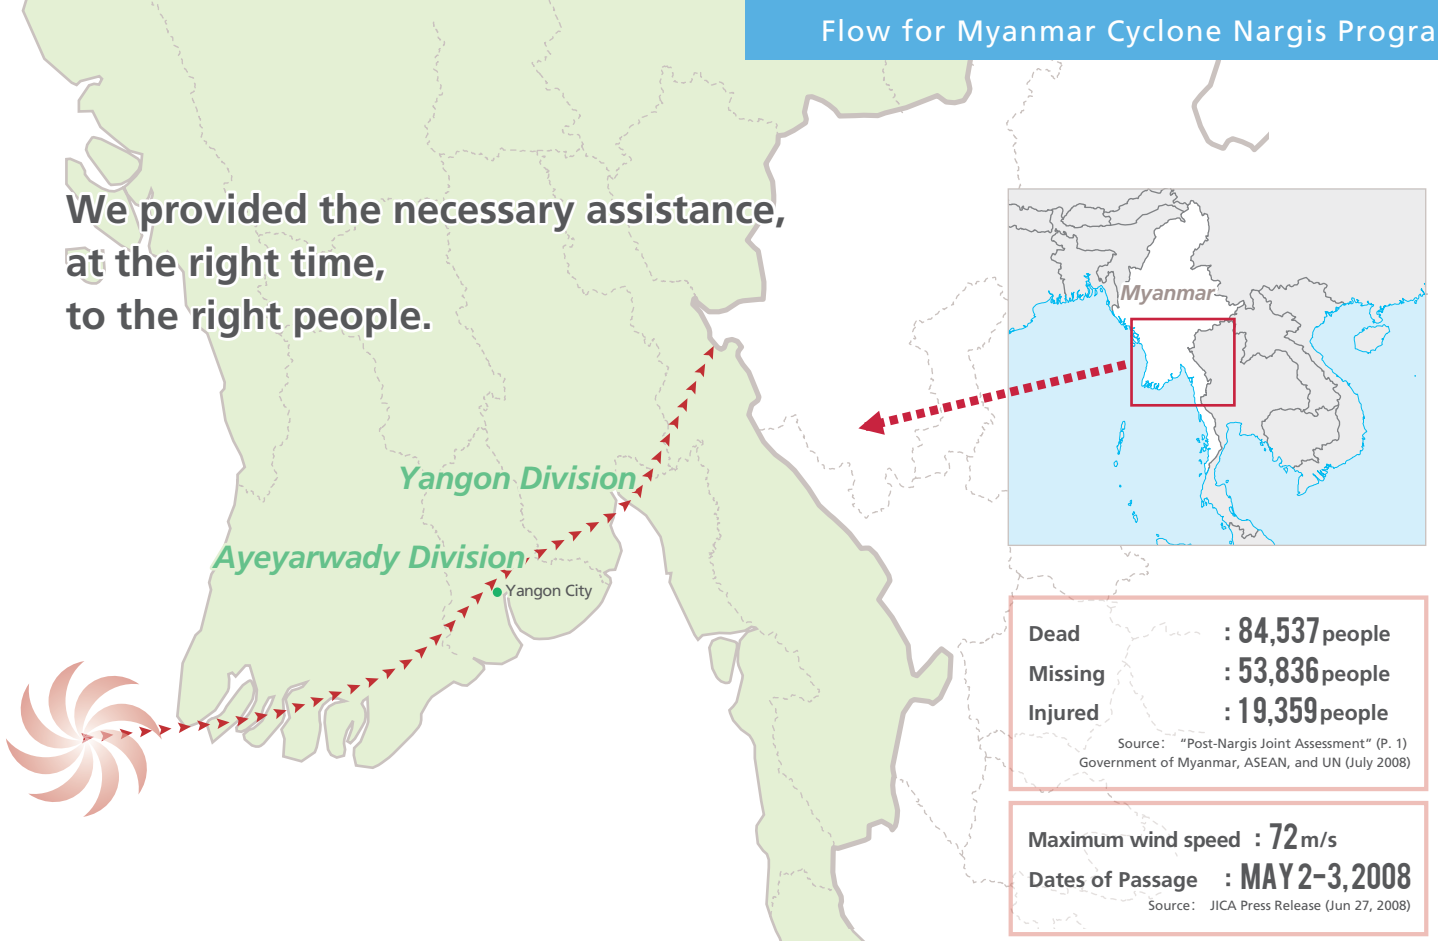 Flow for Myanmar Cyclone Nargis Progra
We provided the necessary assistance,
at the right time,
to the right people.
Myanmar
Yangon Division
Ayeyarwady Division
Yangon City
Dead : 84,537 people
Missing : 53,836 people
Injured : 19,359 people
Source: “Post-Nargis Joint Assessment” (P. 1)
Government of Myanmar, ASEAN, and UN (July 2008)
Maximum wind speed : 72 m/s
Dates of Passage : MAY 2-3, 2008
Source: JICA Press Release (Jun 27, 2008)